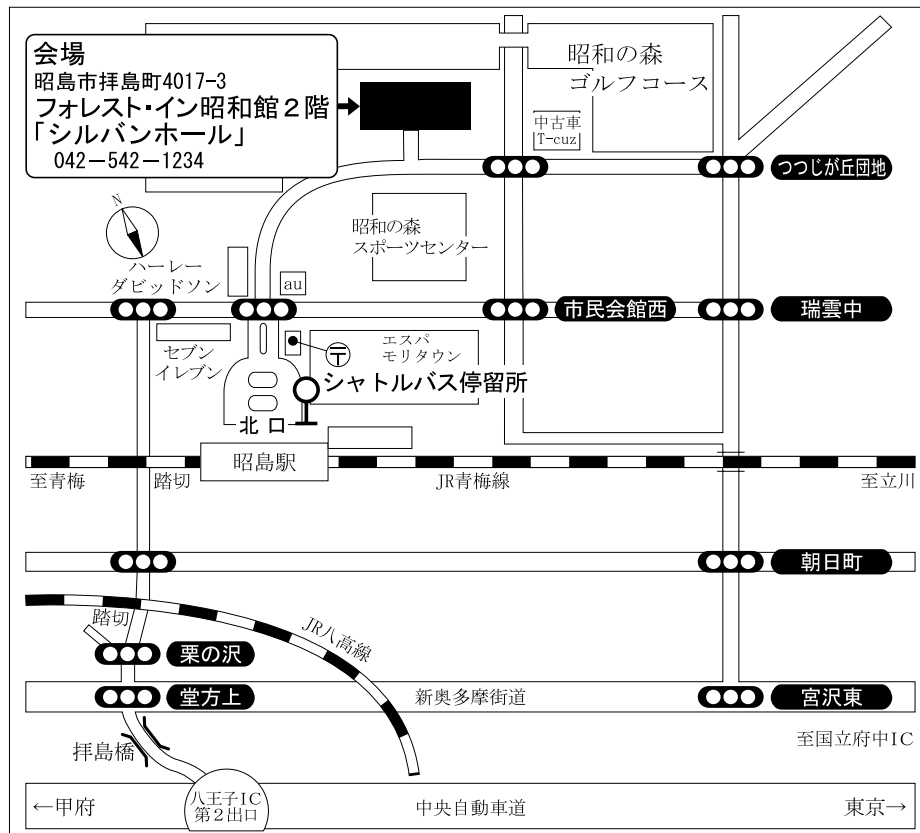 会場
昭島市拝島町4017-3
フォレスト・イン昭和館２階
「シルバンホール」
042－542－1234
昭和の森
ゴルフコース
中古車
T-cuz
つつじが丘団地
N
昭和の森
スポーツセンター
ハーレー
ダビッドソン
au
市民会館西
瑞雲中
セブン
イレブン
〒
エスパ
モリタウン
シャトルバス停留所
北口
昭島駅
至青梅
踏切
JR青梅線
至立川
朝日町
踏切
JR八高線
栗の沢
堂方上
新奥多摩街道
宮沢東
拝島橋
至国立府中IC
←甲府
八王子IC
第２出口
中央自動車道
東京→